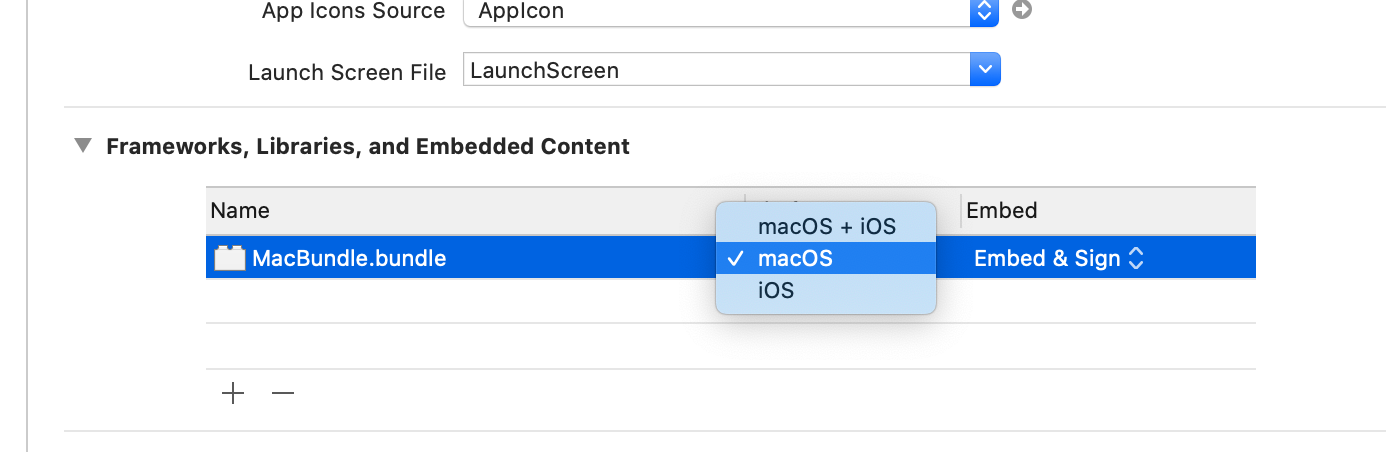 App Icons Source AppIcon
Launch Screen File LaunchScreen
Frameworks, Libraries, and Embedded Content
Name Embed
macOS + iOS
MacBundle.bundle macOS Embed & Sign
iOS